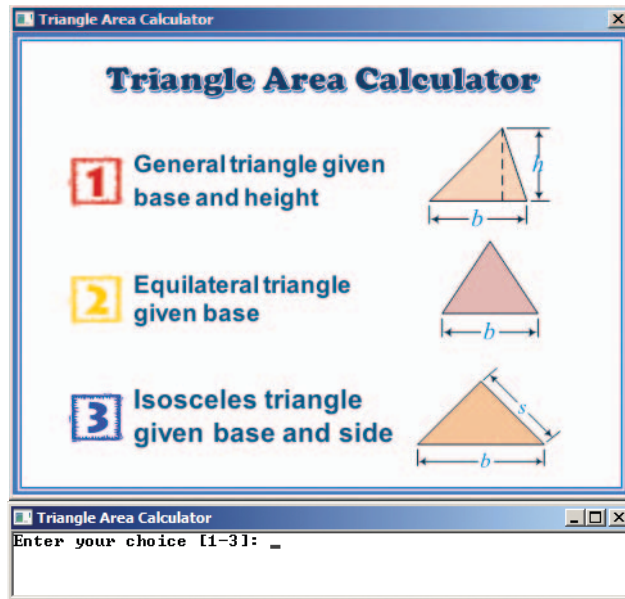 Triangle Area Calculator
Triangle Area Calculator
1
General triangle given
base and height
h
b
2
Equilateral triangle
given base
b
3
Isosceles triangle
given base and side
s
b
Triangle Area Calculator
Enter your choice [1-3]: _